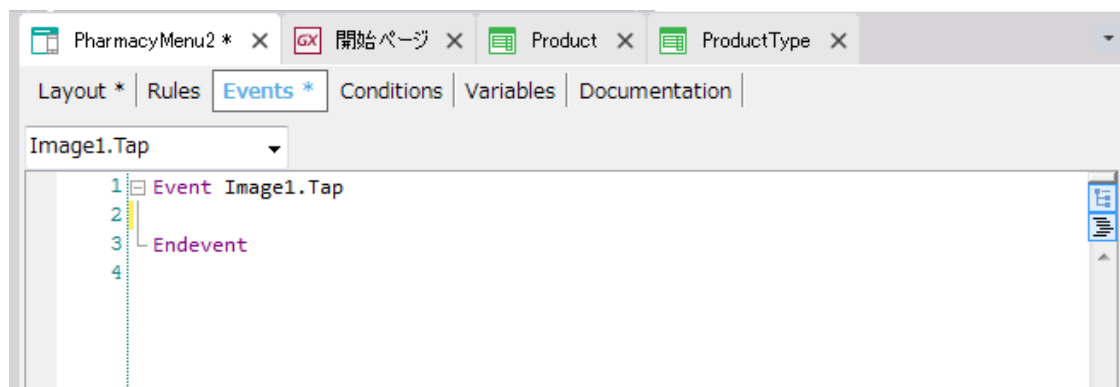 PharmacyMenu2 * GX 開始ページ Product ProductType
Layout * Rules Events * Conditions Variables Documentation
Image1.Tap
1 Event Image1.Tap
2
3 Endevent
4